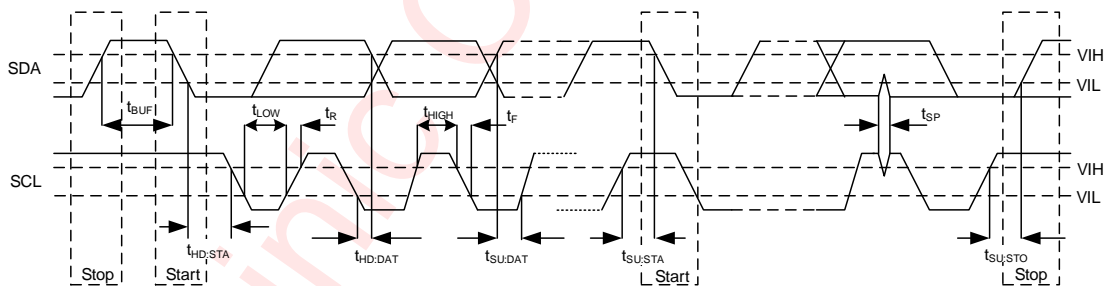 SDA
VIH
VIL
tBUF
tLOW
tR
tHIGH
tF
tSP
SCL
VIH
VIL
tHD:STA
tHD:DAT
tSU:DAT
tSU:STA
tSU:STO
Stop
Start
Start
Stop
inic